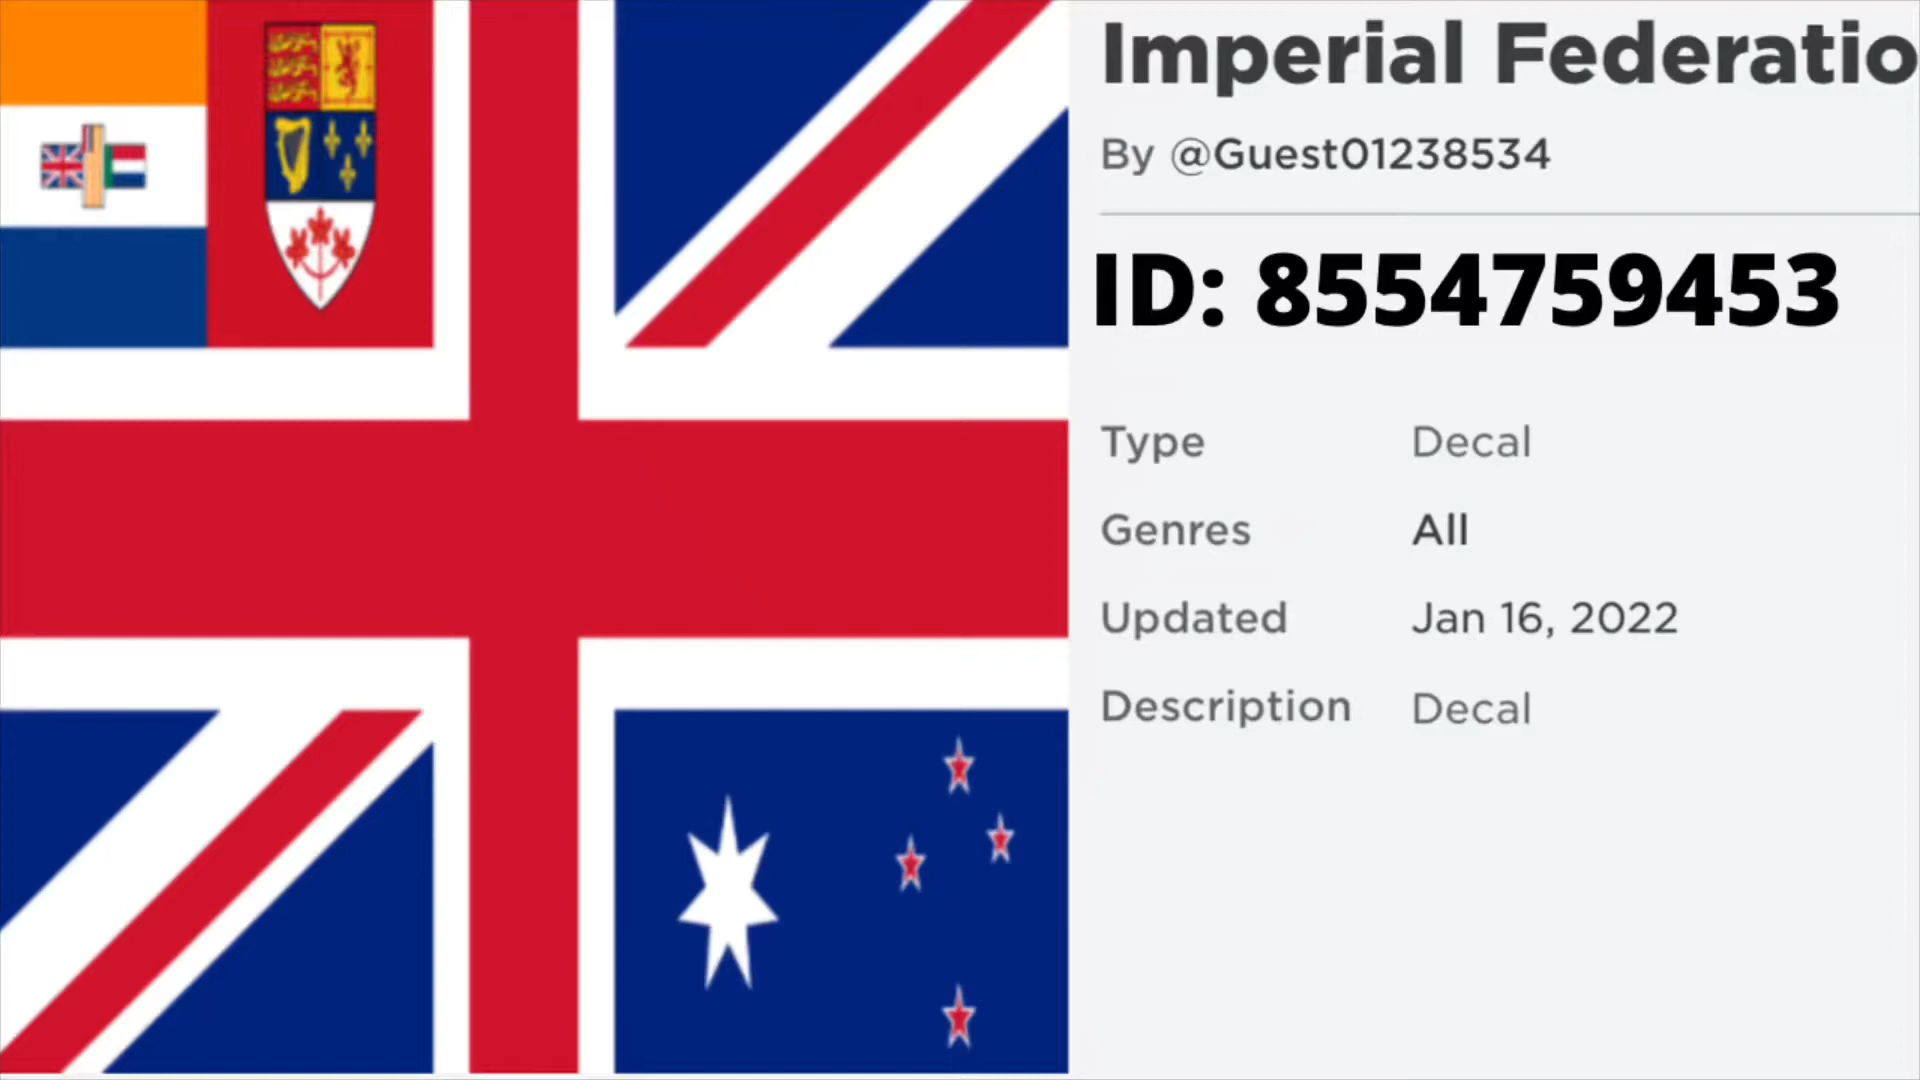 Imperial Federatio
By @Guest01238534
ID: 8554759453
Type Decal
Genres All
Updated Jan 16, 2022
Description Decal